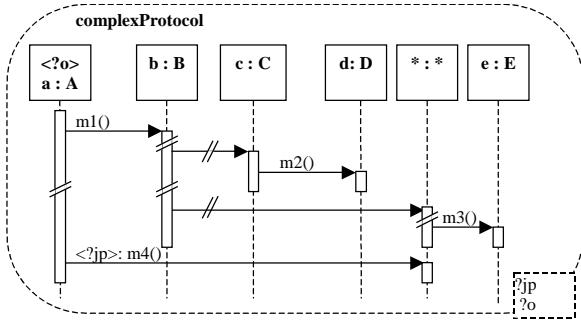 complexProtocol
<?o>
a : A
b : B
c : C
d: D
* : *
e : E
m1()
m2()
m3()
<?jp>: m4()
?jp
?o